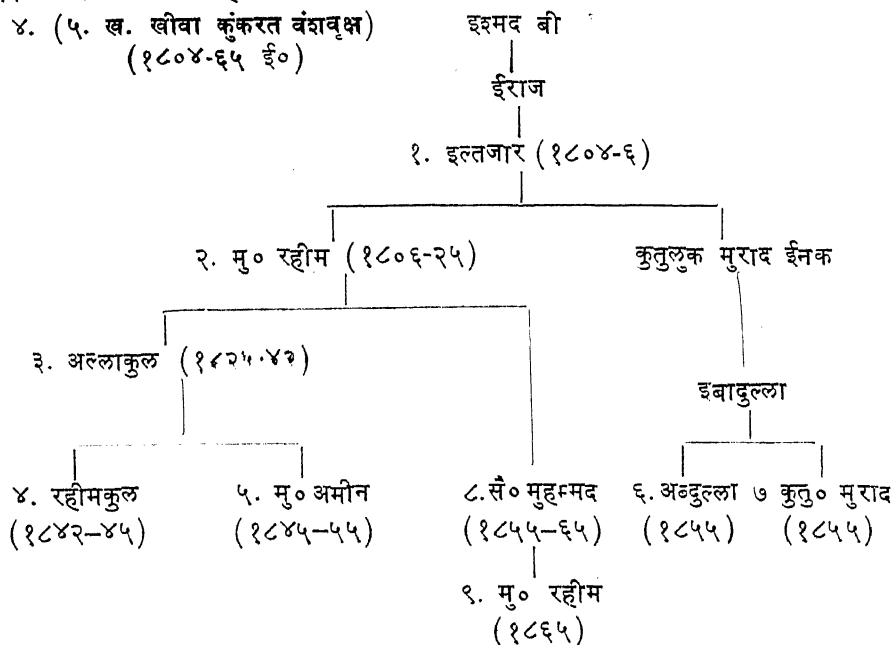 ४. (५. ख. खीवा कुंकरत वंशवृक्ष)
(१८०४-६५ ई०)
इश्मद बी
ईराज
१. इल्तजार (१८०४-६)
२. मु० रहीम (१८०६-२५)
कुतुलुक मुराद ईनक
३. अल्लाकुल (१८२५-४२)
इबादुल्ला
४. रहीमकुल ५. मु० अमीन ८. सै० मुहम्मद ६. अब्दुल्ला ७ कुतु० मुराद
(१८४२–४५) (१८४५–५५) (१८५५–६५) (१८५५) (१८५५)
९. मु० रहीम
(१८६५)